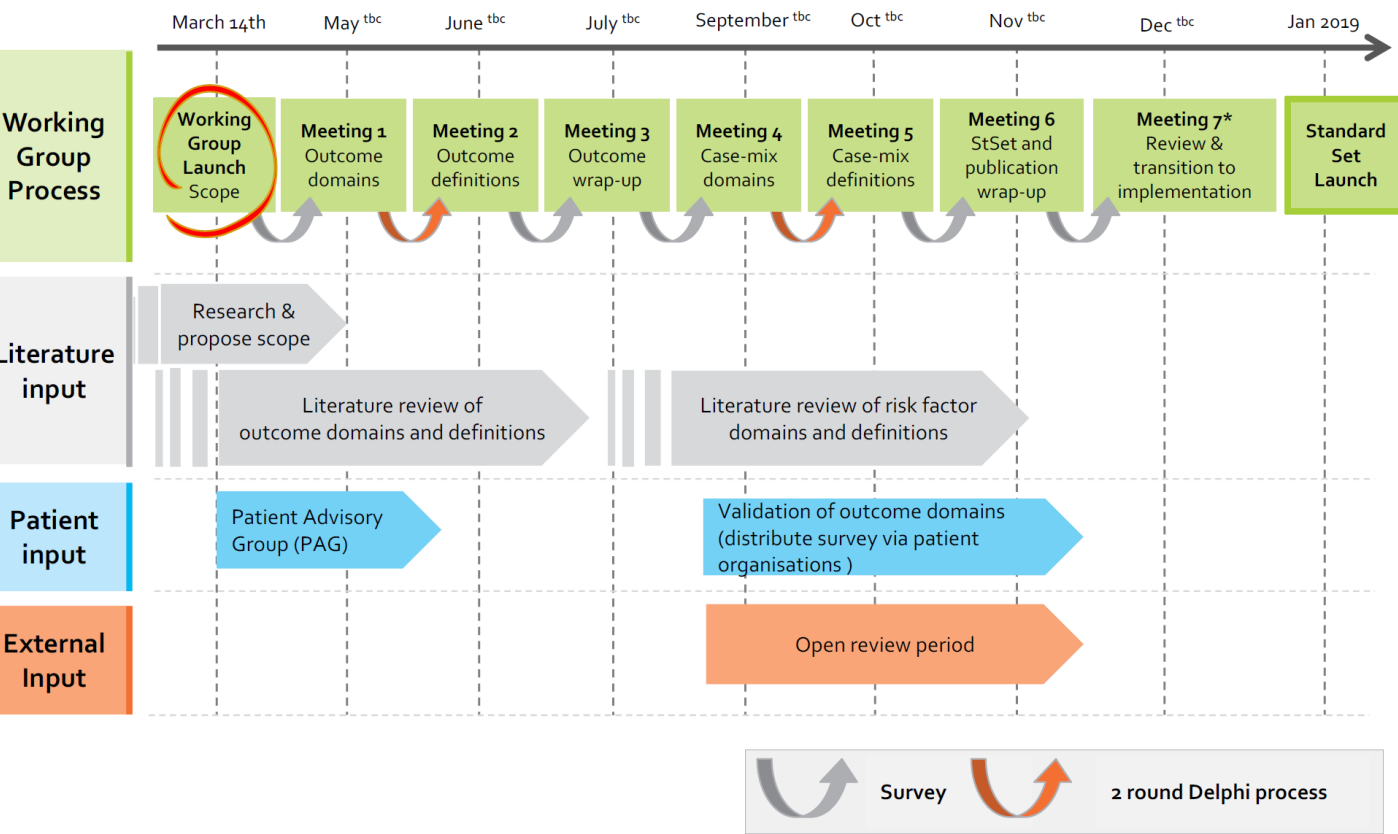 March 14th
May tbc
June tbc
July tbc
September tbc
Oct tbc
Nov tbc
Dec tbc
Jan 2019
Working
Group
Process
Working
Group
Launch
Scope
Meeting 1
Outcome
domains
Meeting 2
Outcome
definitions
Meeting 3
Outcome
wrap-up
Meeting 4
Case-mix
domains
Meeting 5
Case-mix
definitions
Meeting 6
StSet and
publication
wrap-up
Meeting 7*
Review &
transition to
implementation
Standard
Set
Launch
Literature
input
Research &
propose scope
Literature review of
outcome domains and definitions
Literature review of risk factor
domains and definitions
Patient
input
Patient Advisory
Group (PAG)
Validation of outcome domains
(distribute survey via patient
organisations )
External
Input
Open review period
Survey
2 round Delphi process